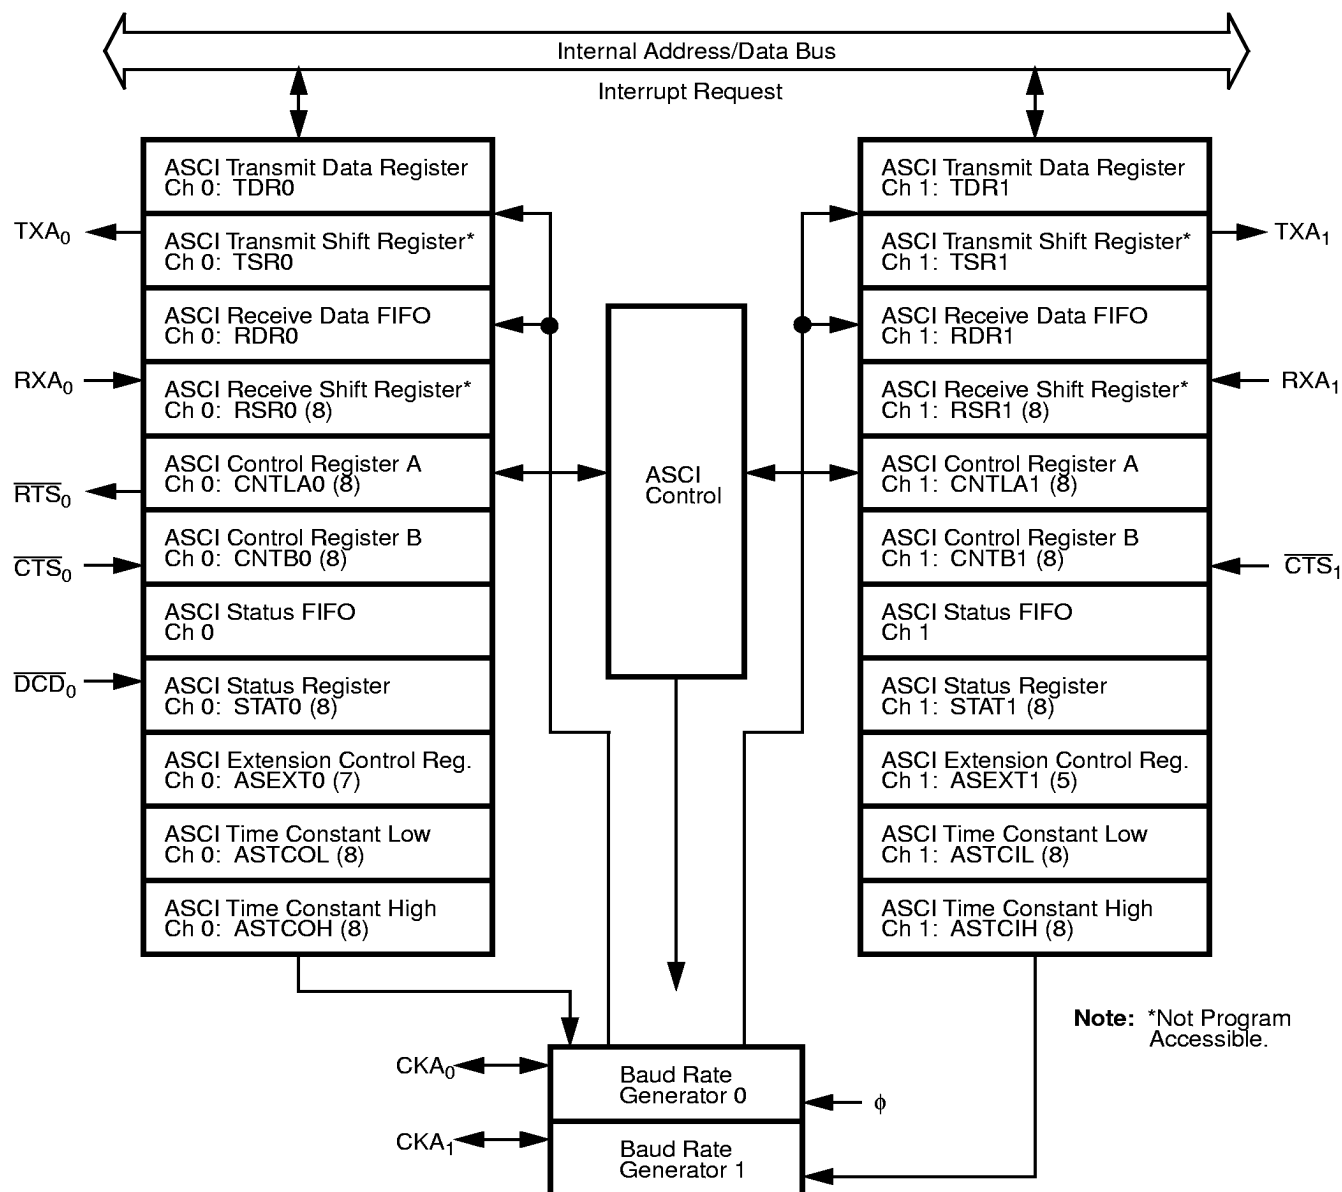 Internal Address/Data Bus
Interrupt Request
ASCI Transmit Data Register
Ch 0: TDR0
ASCI Transmit Shift Register*
Ch 0: TSR0
ASCI Receive Data FIFO
Ch 0: RDR0
ASCI Receive Shift Register*
Ch 0: RSR0 (8)
ASCI Control Register A
Ch 0: CNTLA0 (8)
ASCI Control Register B
Ch 0: CNTB0 (8)
ASCI Status FIFO
Ch 0
ASCI Status Register
Ch 0: STAT0 (8)
ASCI Extension Control Reg.
Ch 0: ASEXT0 (7)
ASCI Time Constant Low
Ch 0: ASTCOL (8)
ASCI Time Constant High
Ch 0: ASTCOH (8)
TXA0
RXA0
RTS0
CTS0
DCD0
ASCI
Control
ASCI Transmit Data Register
Ch 1: TDR1
ASCI Transmit Shift Register*
Ch 1: TSR1
ASCI Receive Data FIFO
Ch 1: RDR1
ASCI Receive Shift Register*
Ch 1: RSR1 (8)
ASCI Control Register A
Ch 1: CNTLA1 (8)
ASCI Control Register B
Ch 1: CNTB1 (8)
ASCI Status FIFO
Ch 1
ASCI Status Register
Ch 1: STAT1 (8)
ASCI Extension Control Reg.
Ch 1: ASEXT1 (5)
ASCI Time Constant Low
Ch 1: ASTCIL (8)
ASCI Time Constant High
Ch 1: ASTCIH (8)
TXA1
RXA1
CTS1
CKA0
CKA1
Baud Rate
Generator 0
Baud Rate
Generator 1
ϕ
Note: *Not Program
Accessible.